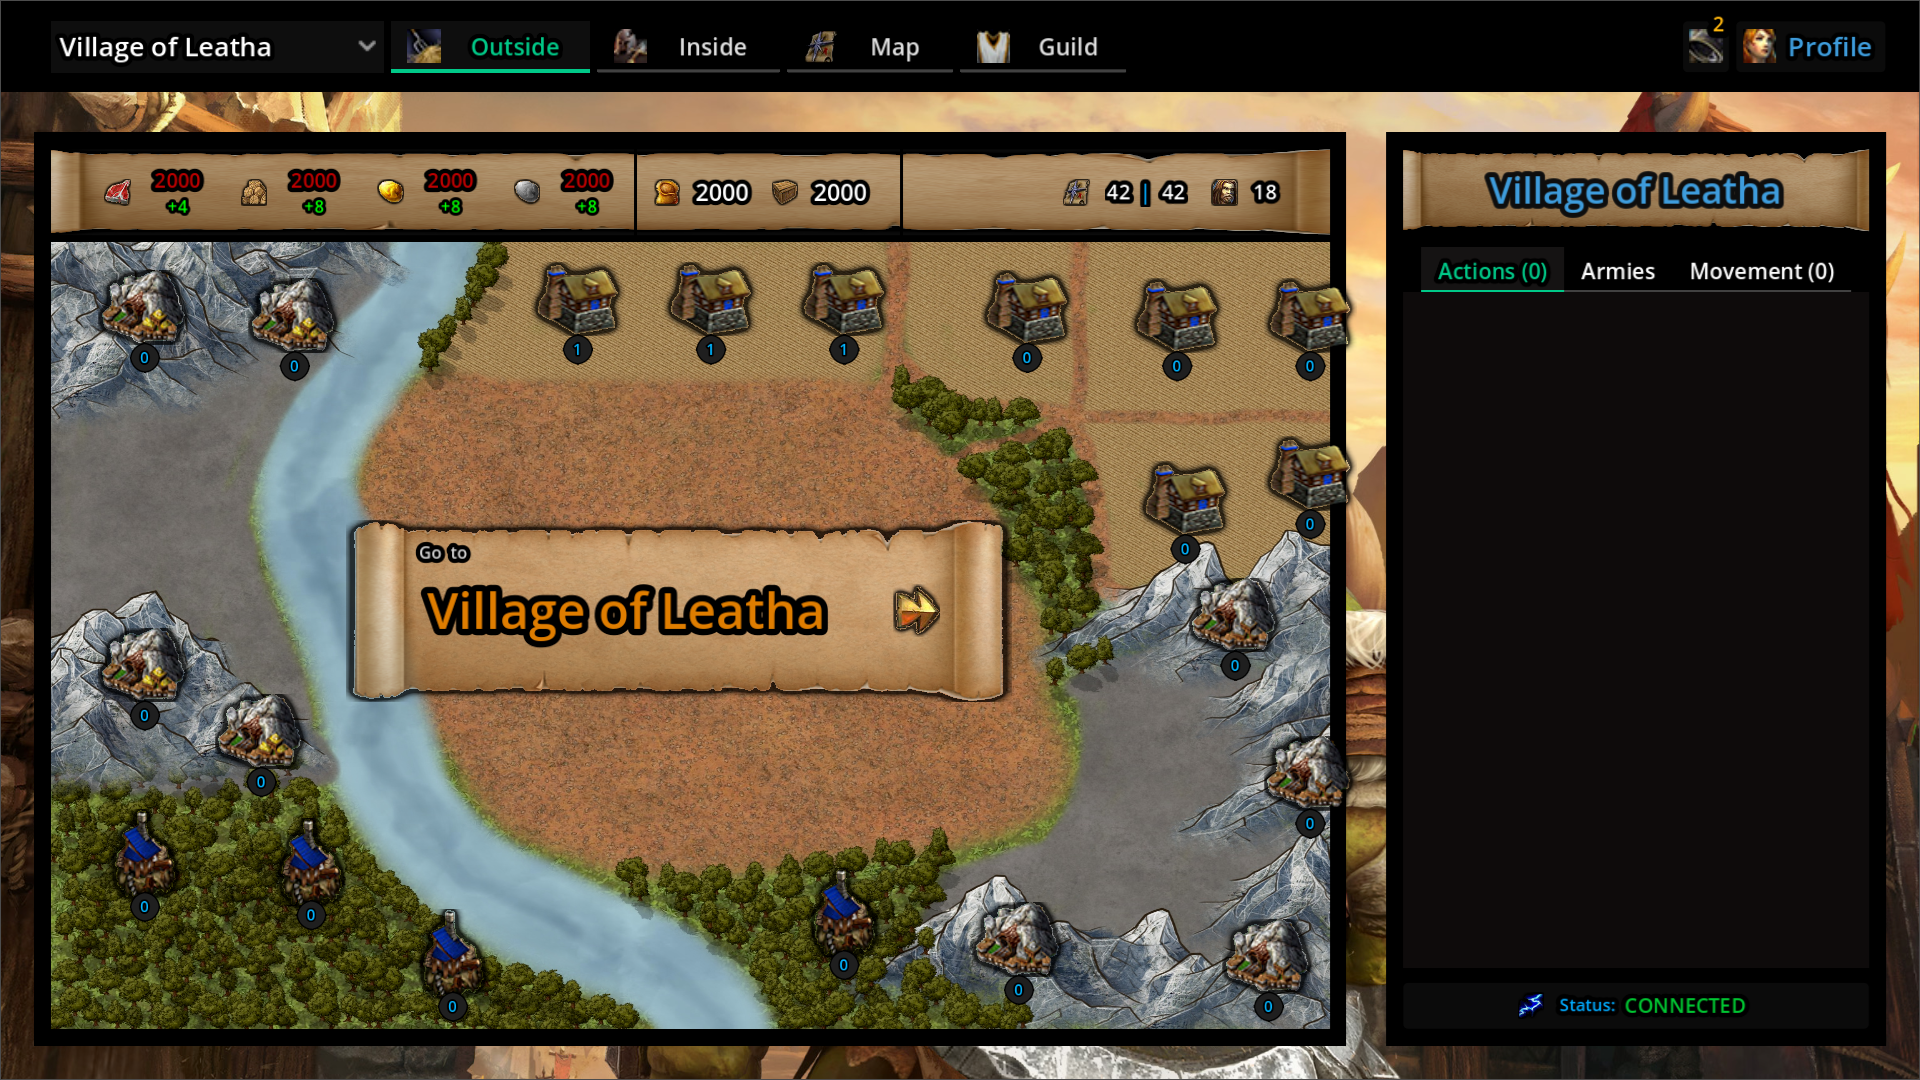 Village of Leatha
Outside
Inside
Map
Guild
2
Profile
2000 2000 2000 2000
+4 +8 +8 +8
2000 2000
42 | 42 18
Village of Leatha
Actions (0) Armies Movement (0)
1 1 1 0 0 0
0 0
0
0
Go to
Village of Leatha
0
0
0
0
0
0
0
0
0
0
0
Status: CONNECTED